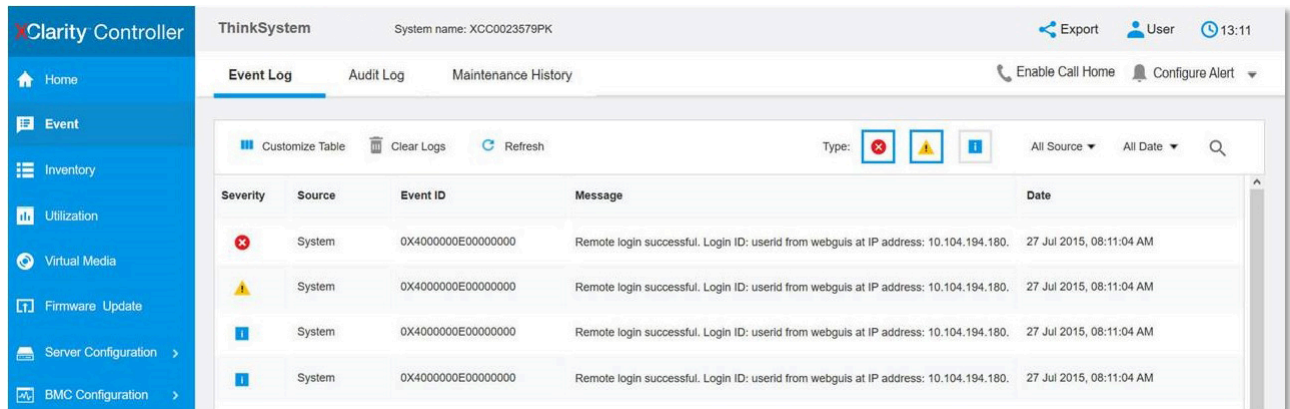 XClarity Controller
ThinkSystem System name: XCC0023579PK Export User 13:11
Home
Event Log Audit Log Maintenance History Enable Call Home Configure Alert
Event
Customize Table Clear Logs Refresh Type: All Source All Date
Inventory
Severity Source Event ID Message Date
Utilization
System 0X4000000E00000000 Remote login successful. Login ID: userid from webguis at IP address: 10.104.194.180. 27 Jul 2015, 08:11:04 AM
Virtual Media
System 0X4000000E00000000 Remote login successful. Login ID: userid from webguis at IP address: 10.104.194.180. 27 Jul 2015, 08:11:04 AM
Firmware Update
System 0X4000000E00000000 Remote login successful. Login ID: userid from webguis at IP address: 10.104.194.180. 27 Jul 2015, 08:11:04 AM
Server Configuration
System 0X4000000E00000000 Remote login successful. Login ID: userid from webguis at IP address: 10.104.194.180. 27 Jul 2015, 08:11:04 AM
BMC Configuration